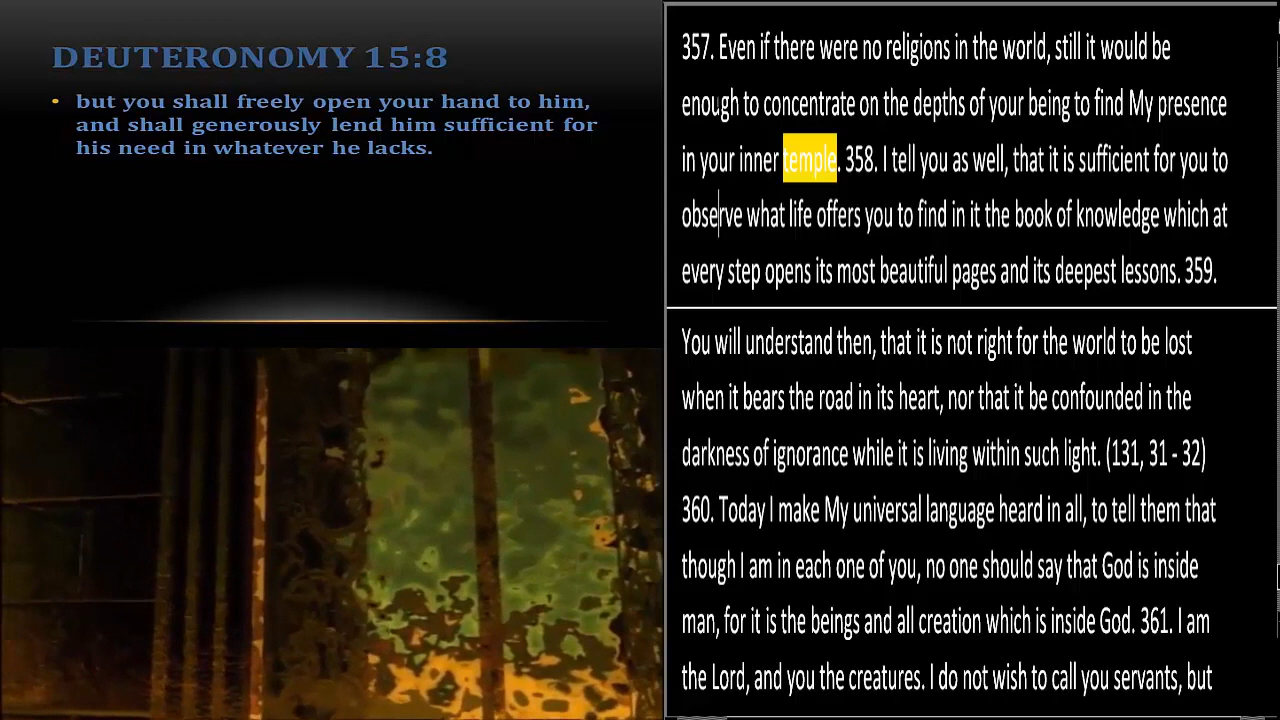 DEUTERONOMY 15:8
• but you shall freely open your hand to him,
and shall generously lend him sufficient for
his need in whatever he lacks.
357. Even if there were no religions in the world, still it would be
enough to concentrate on the depths of your being to find My presence
in your inner temple. 358. I tell you as well, that it is sufficient for you to
observe what life offers you to find in it the book of knowledge which at
every step opens its most beautiful pages and its deepest lessons. 359.
You will understand then, that it is not right for the world to be lost
when it bears the road in its heart, nor that it be confounded in the
darkness of ignorance while it is living within such light. (131, 31 - 32)
360. Today I make My universal language heard in all, to tell them that
though I am in each one of you, no one should say that God is inside
man, for it is the beings and all creation which is inside God. 361. I am
the Lord, and you the creatures. I do not wish to call you servants, but